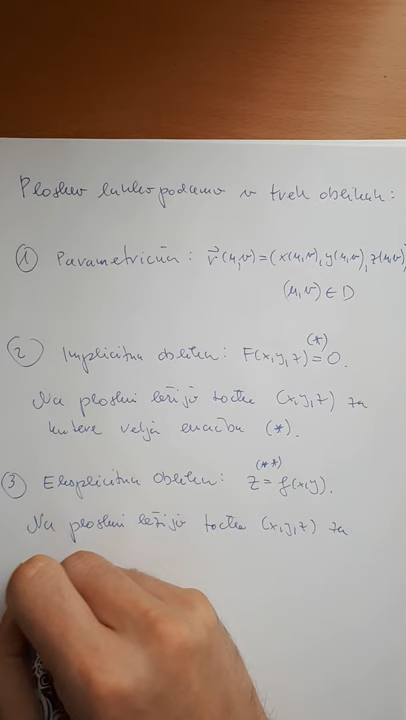 Ploskev lahko podamo v treh oblikah:
① Parametrična: r⃗(u,v)=(x(u,v),y(u,v),z(u,v)
(u,v)∈D
② Implicitna oblika: F(x,y,z)=0.
(*)
Na ploskvi ležijo točke (x,y,z) za
katere velja enačba (*).
③ Eksplicitna oblika: z=f(x,y).
(**)
Na ploskvi ležijo točke (x,y,z) za